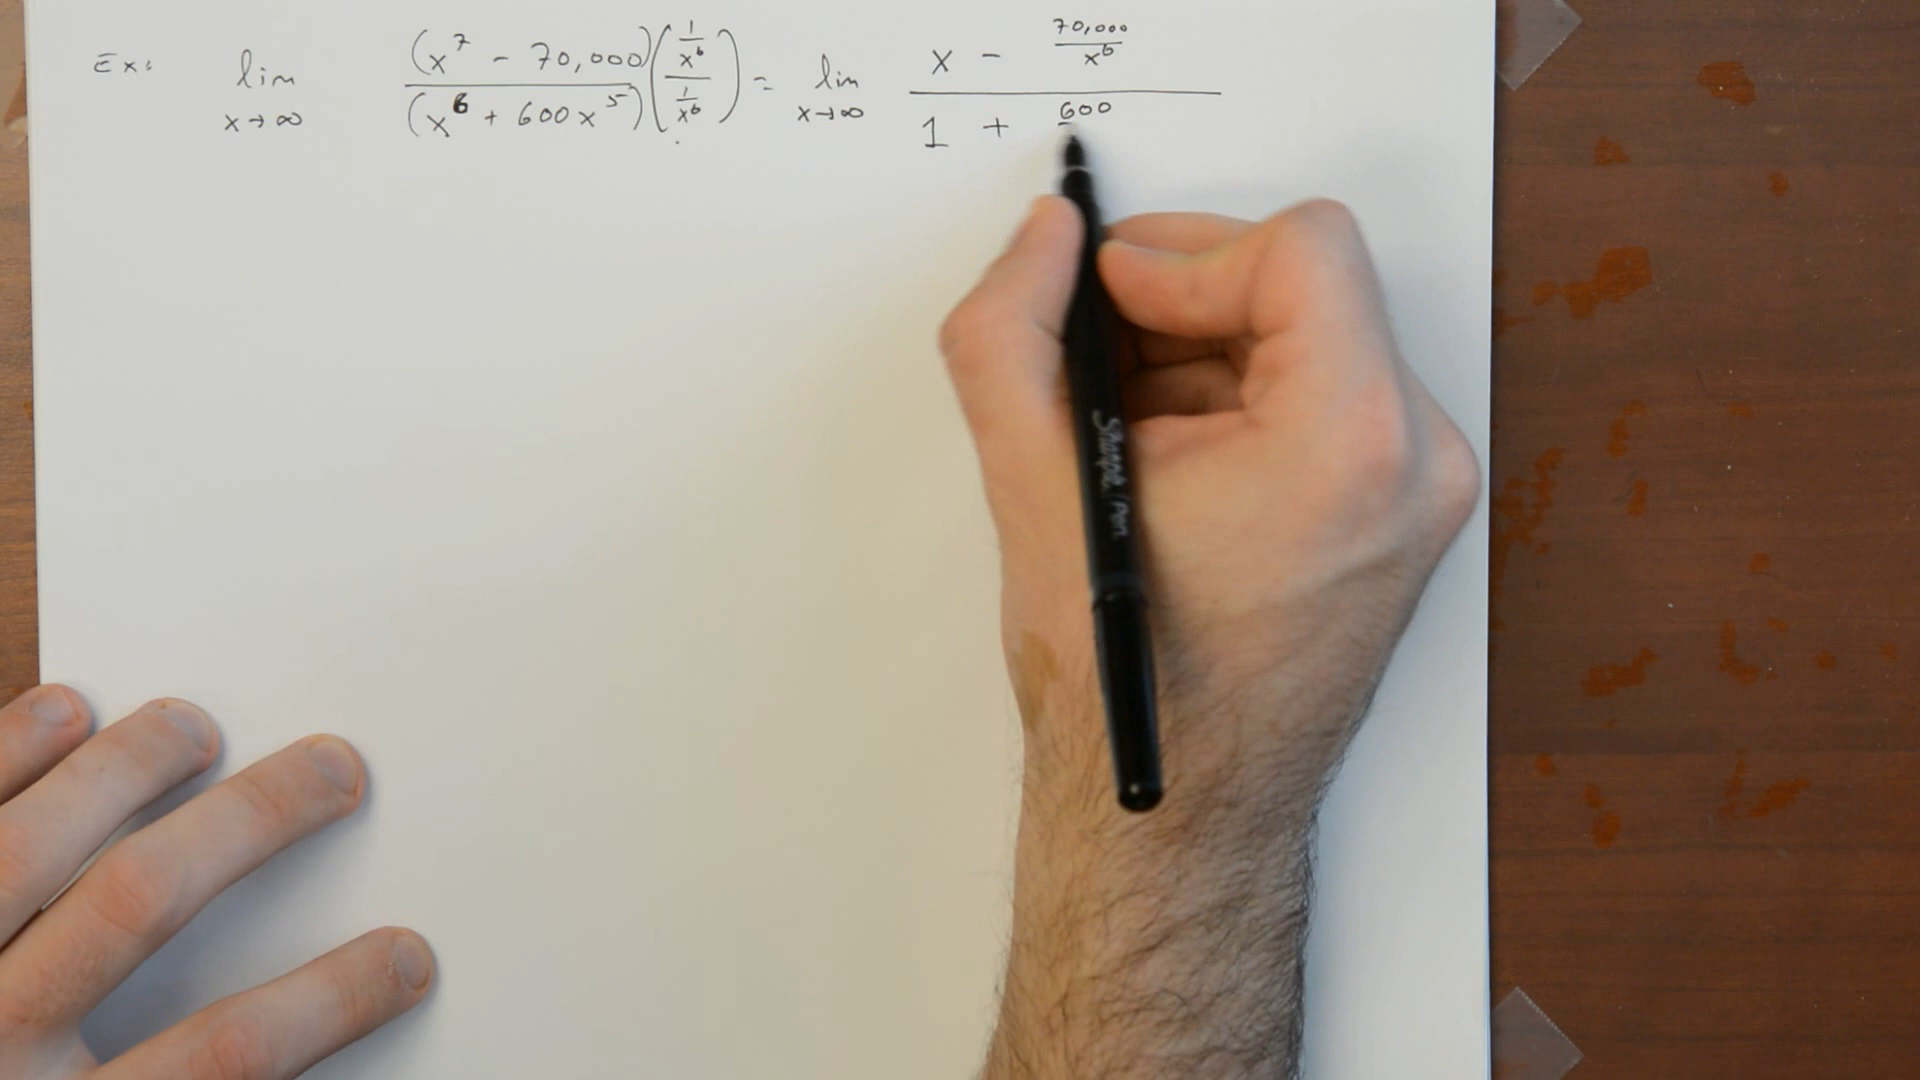 Ex: lim x→∞ (x^7 - 70,000)/(x^6 + 600x^5) ((1/x^6)/(1/x^6)) = lim x→∞ (x - 70,000/x^6)/(1 + 600
Sharpie pen